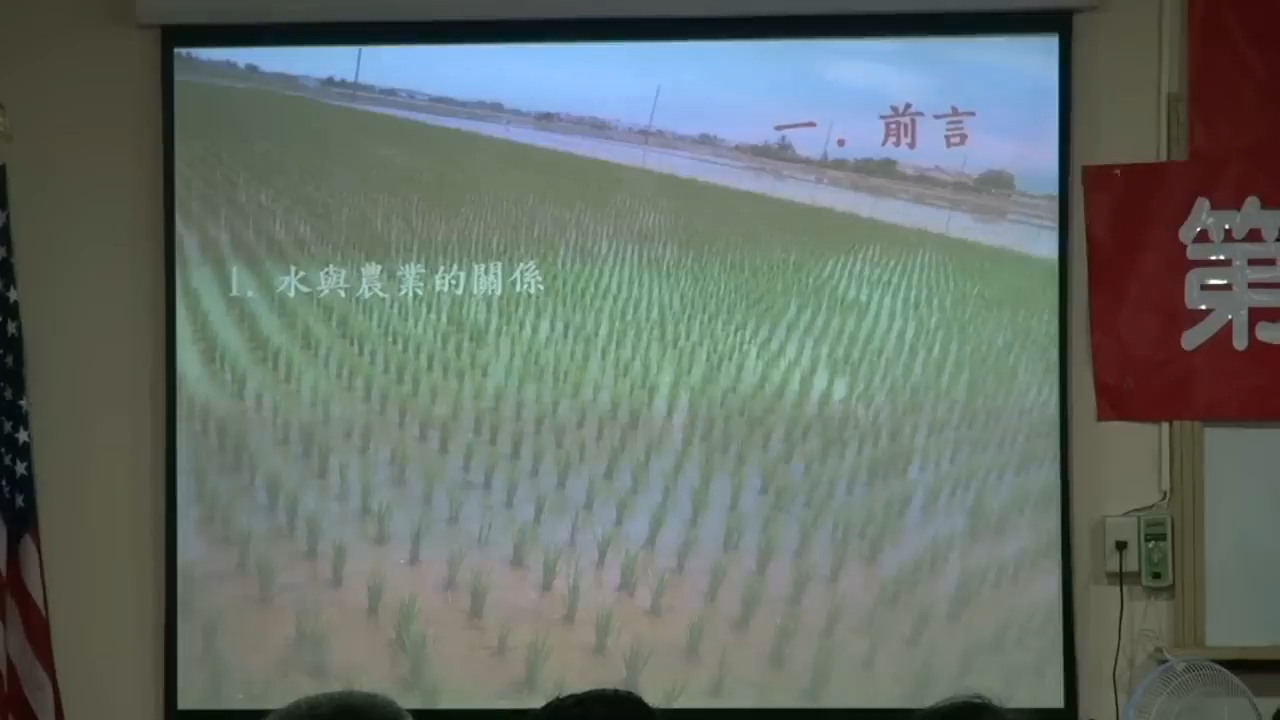 一. 前言
1. 水與農業的關係
第